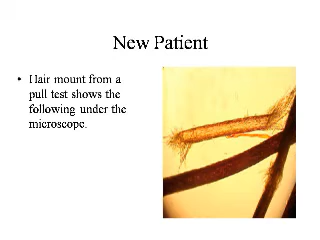 New Patient
• Hair mount from a
pull test shows the
following under the
microscope.